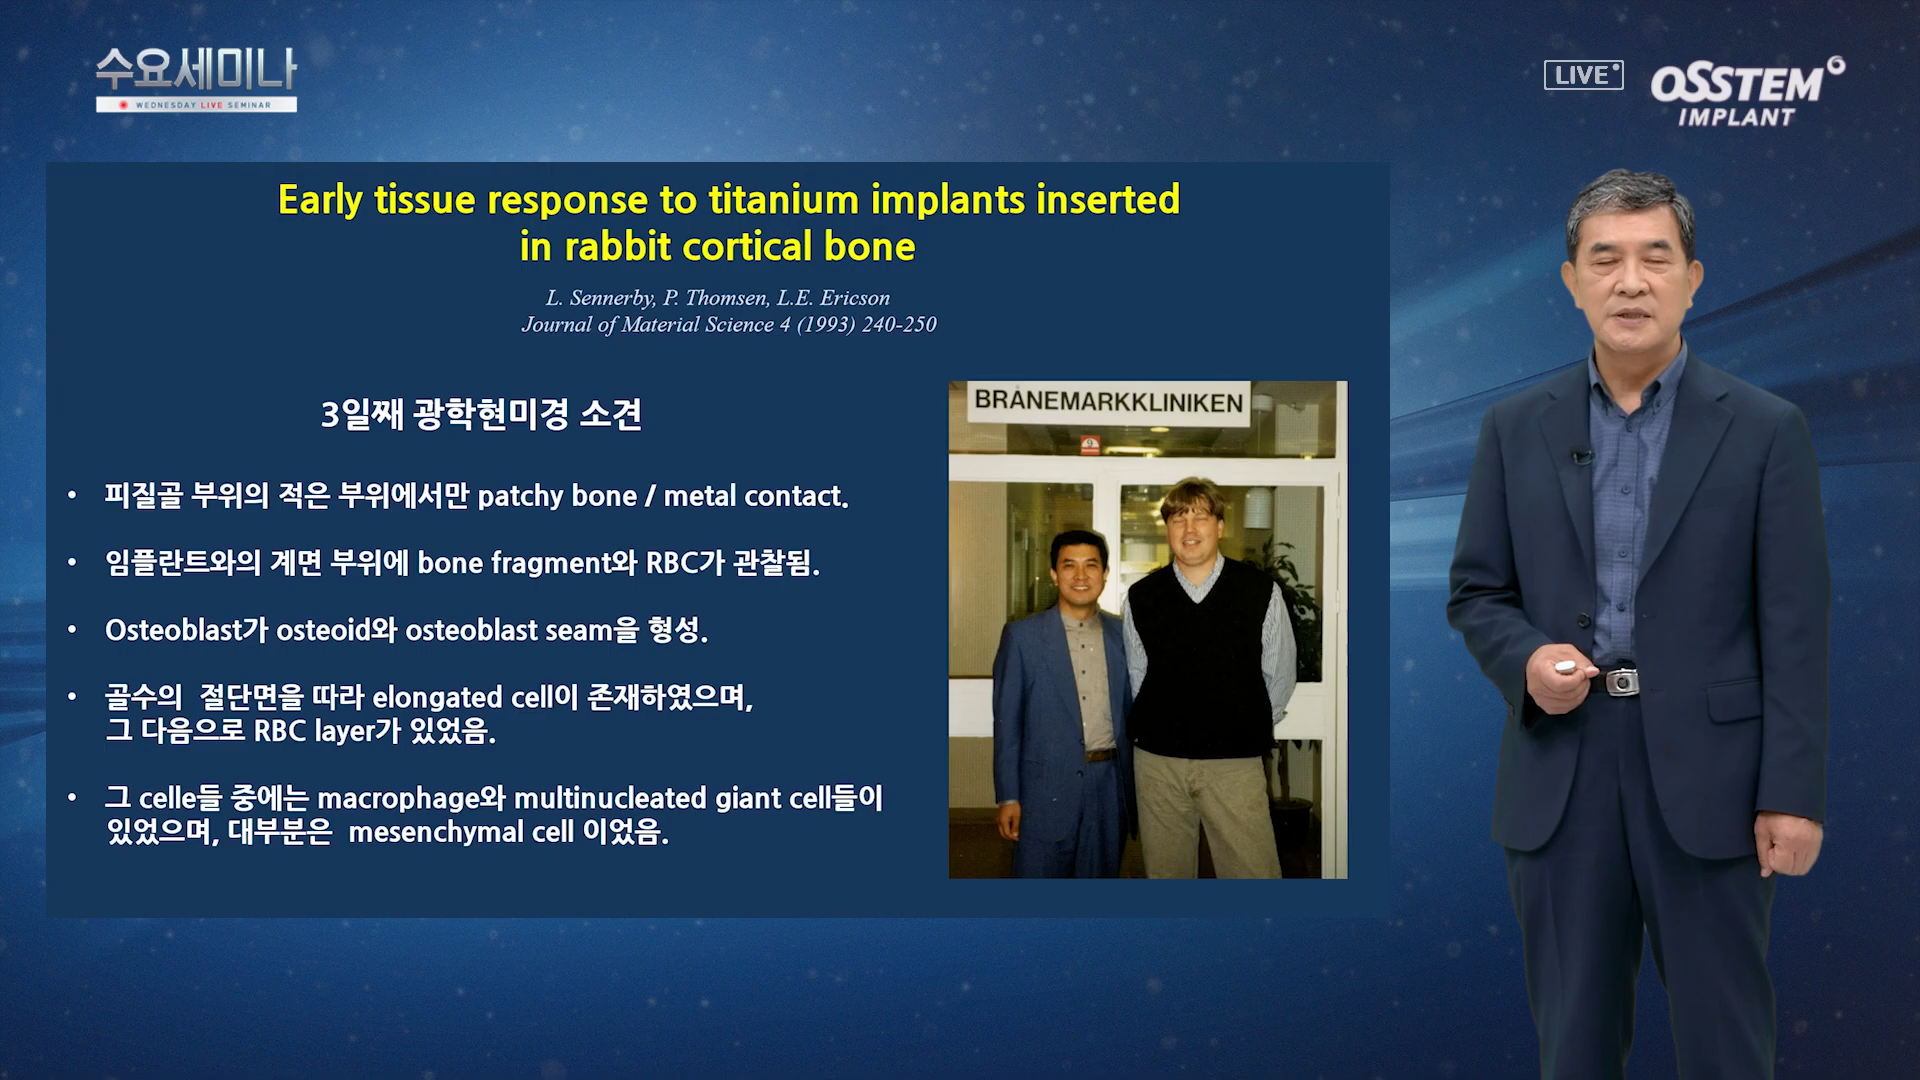 수요세미나
WEDNESDAY LIVE SEMINAR
LIVE
OSSTEM
IMPLANT
Early tissue response to titanium implants inserted
in rabbit cortical bone
L. Sennerby, P. Thomsen, L.E. Ericson
Journal of Material Science 4 (1993) 240-250
3일째 광학현미경 소견
BRÅNEMARKKLINIKEN
• 피질골 부위의 적은 부위에서만 patchy bone / metal contact.
• 임플란트와의 계면 부위에 bone fragment와 RBC가 관찰됨.
• Osteoblast가 osteoid와 osteoblast seam을 형성.
• 골수의 절단면을 따라 elongated cell이 존재하였으며,
그 다음으로 RBC layer가 있었음.
• 그 celle들 중에는 macrophage와 multinucleated giant cell들이
있었으며, 대부분은 mesenchymal cell 이었음.